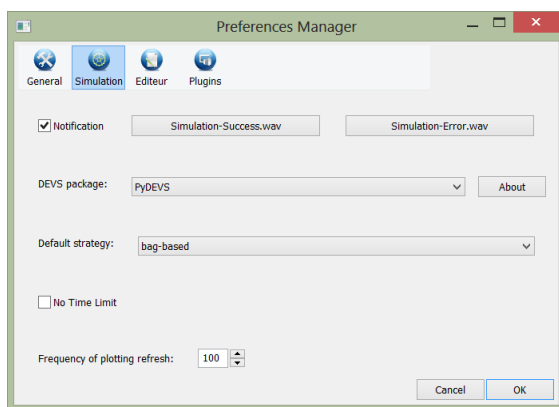 Preferences Manager
General Simulation Editeur Plugins
Notification Simulation-Success.wav Simulation-Error.wav
DEVS package: PyDEVS About
Default strategy: bag-based
No Time Limit
Frequency of plotting refresh: 100
Cancel OK